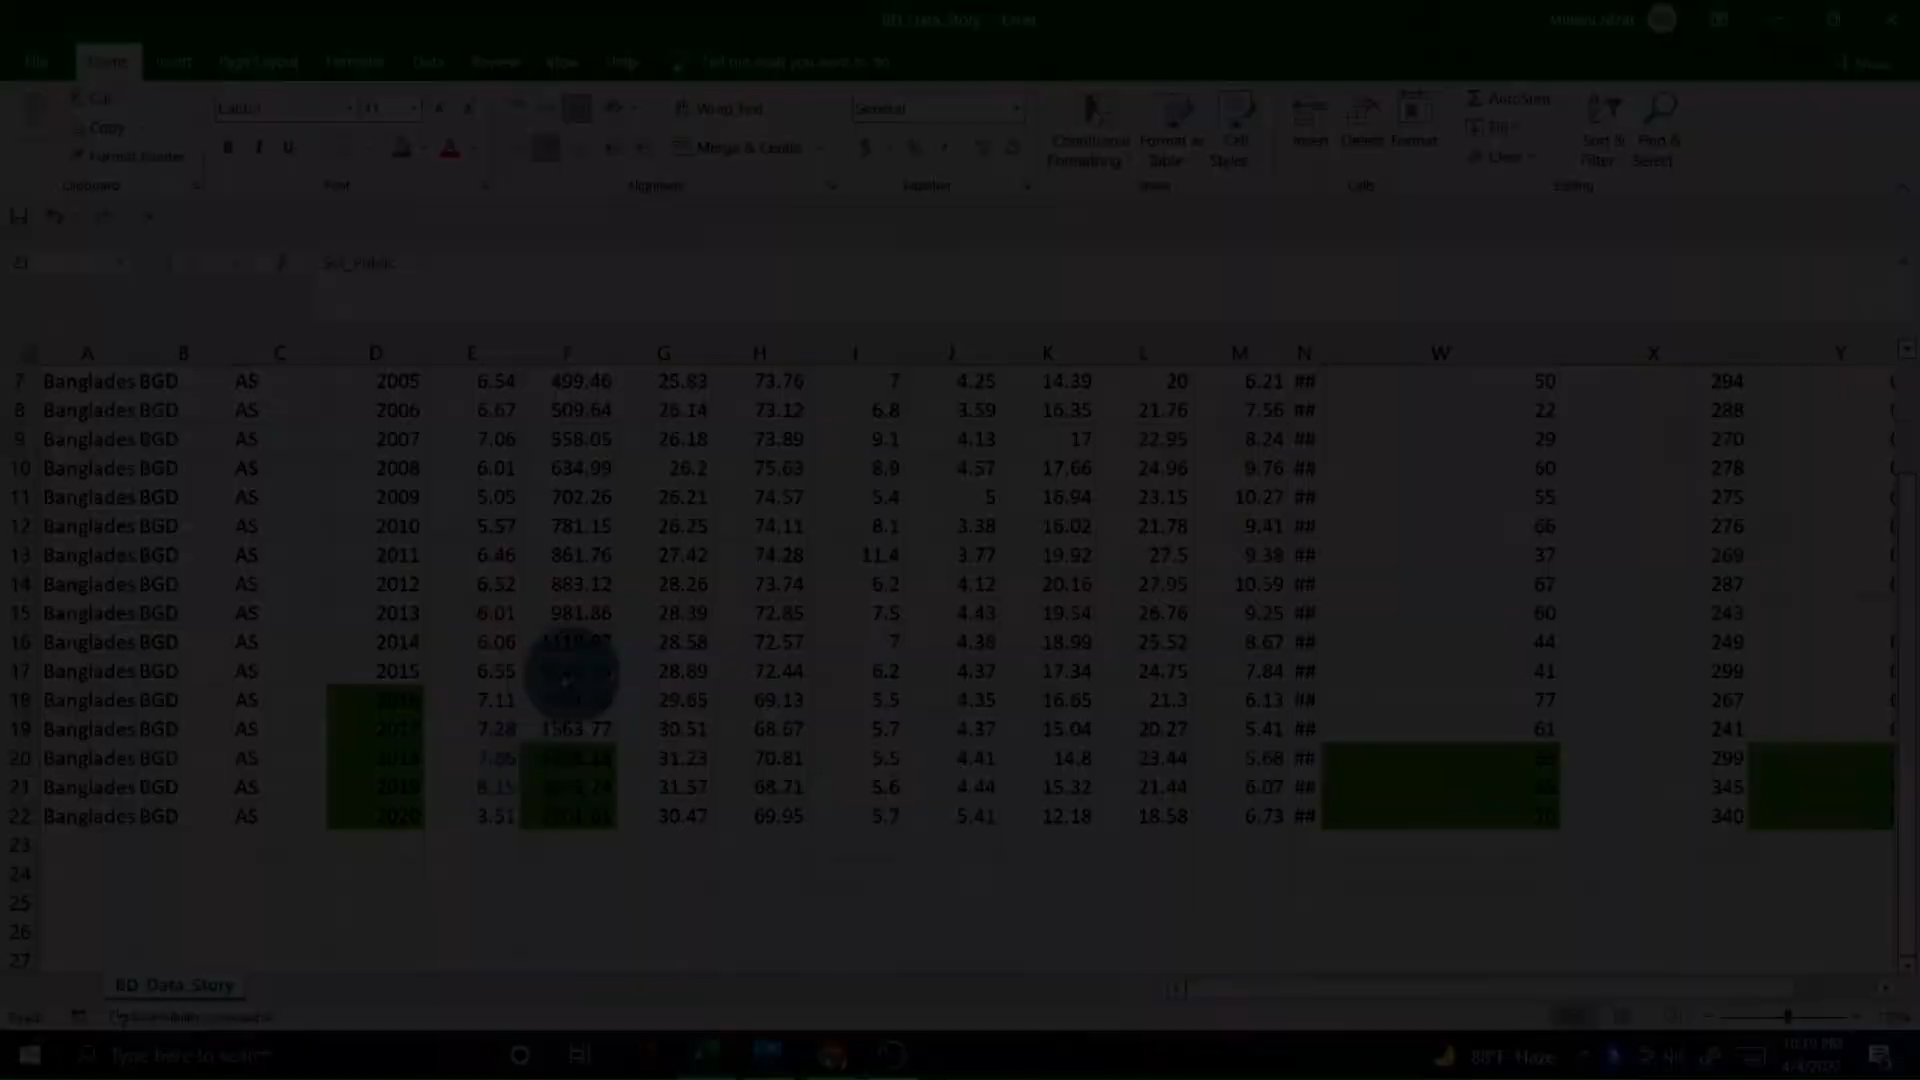 BD_Data_Story - Excel
File Home Insert Page Layout Formulas Data Review View Help Tell me what you want to do Share
Cut
Copy
Format Painter
Calibri 11
Wrap Text
Merge & Center
General
Conditional Formatting
Format as Table
Cell Styles
Insert Delete Format
AutoSum
Fill
Clear
Sort & Filter
Find & Select
Clipboard Font Alignment Number Cells Editing
A B C D E F G H I J K L M N W X Y
7 Banglades BGD AS 2005 6.54 499.46 25.83 73.76 7 4.25 14.39 20 6.21 ## 50 294
8 Banglades BGD AS 2006 6.67 509.64 26.14 73.12 6.8 3.59 16.35 21.76 7.56 ## 22 288
9 Banglades BGD AS 2007 7.06 558.05 26.18 73.89 9.1 4.13 17 22.95 8.24 ## 29 270
10 Banglades BGD AS 2008 6.01 634.99 26.2 75.63 8.9 4.57 17.66 24.96 9.76 ## 60 278
11 Banglades BGD AS 2009 5.05 702.26 26.21 74.57 5.4 5 16.94 23.15 10.27 ## 55 275
12 Banglades BGD AS 2010 5.57 781.15 26.25 74.11 8.1 3.38 16.02 21.78 9.41 ## 66 276
13 Banglades BGD AS 2011 6.46 861.76 27.42 74.28 11.4 3.77 19.92 27.5 9.38 ## 37 269
14 Banglades BGD AS 2012 6.52 883.12 28.26 73.74 6.2 4.12 20.16 27.95 10.59 ## 67 287
15 Banglades BGD AS 2013 6.01 981.86 28.39 72.85 7.5 4.43 19.54 26.76 9.25 ## 60 243
16 Banglades BGD AS 2014 6.06 28.58 72.57 7 4.38 18.99 25.52 8.67 ## 44 249
17 Banglades BGD AS 2015 6.55 28.89 72.44 6.2 4.37 17.34 24.75 7.84 ## 41 299
18 Banglades BGD AS 2016 7.11 29.65 69.13 5.5 4.35 16.65 21.3 6.13 ## 77 267
19 Banglades BGD AS 2017 7.28 1563.77 30.51 68.67 5.7 4.37 15.04 20.27 5.41 ## 61 241
20 Banglades BGD AS 2018 7.86 31.23 70.81 5.5 4.41 14.8 23.44 5.68 ## 299
21 Banglades BGD AS 2019 8.15 31.57 68.71 5.6 4.44 15.32 21.44 6.07 ## 345
22 Banglades BGD AS 2020 3.51 30.47 69.95 5.7 5.41 12.18 18.58 6.73 ## 340
23
24
25
26
27
BD_Data_Story
Type here to search
88°F Haze